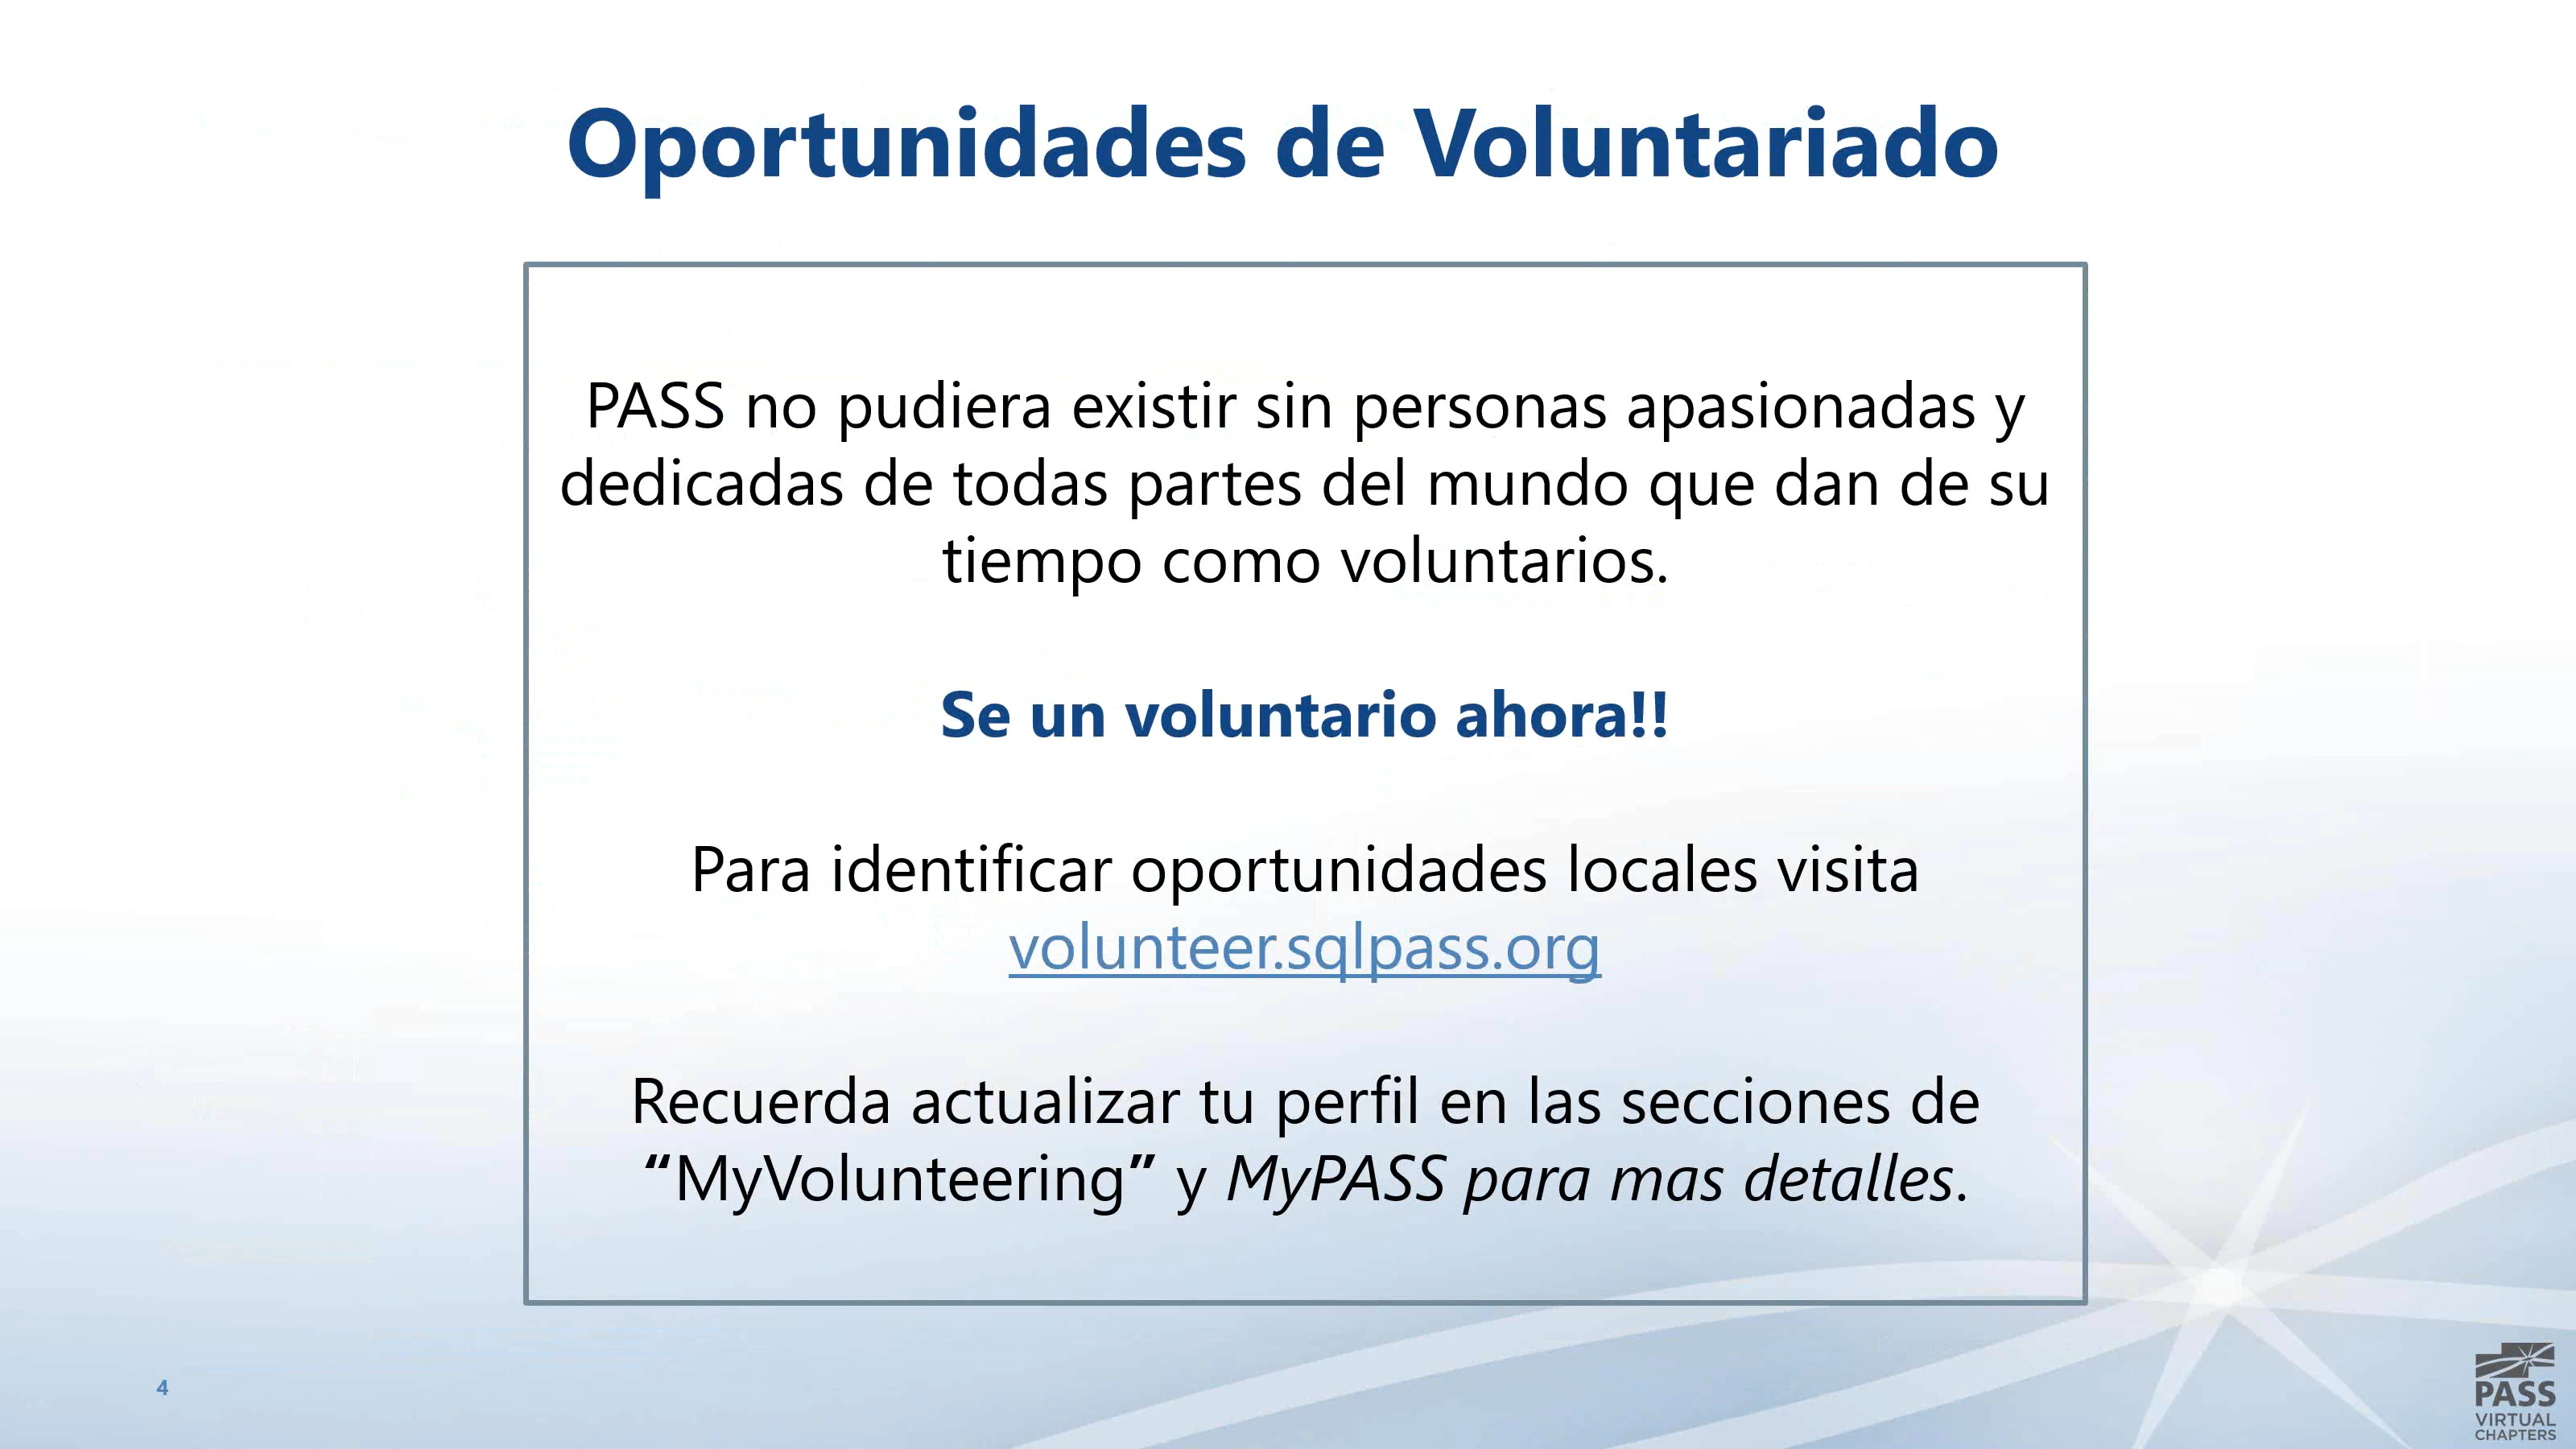 Oportunidades de Voluntariado
PASS no pudiera existir sin personas apasionadas y
dedicadas de todas partes del mundo que dan de su
tiempo como voluntarios.
Se un voluntario ahora!!
Para identificar oportunidades locales visita
volunteer.sqlpass.org
Recuerda actualizar tu perfil en las secciones de
“MyVolunteering” y MyPASS para mas detalles.
4
PASS
VIRTUAL
CHAPTERS